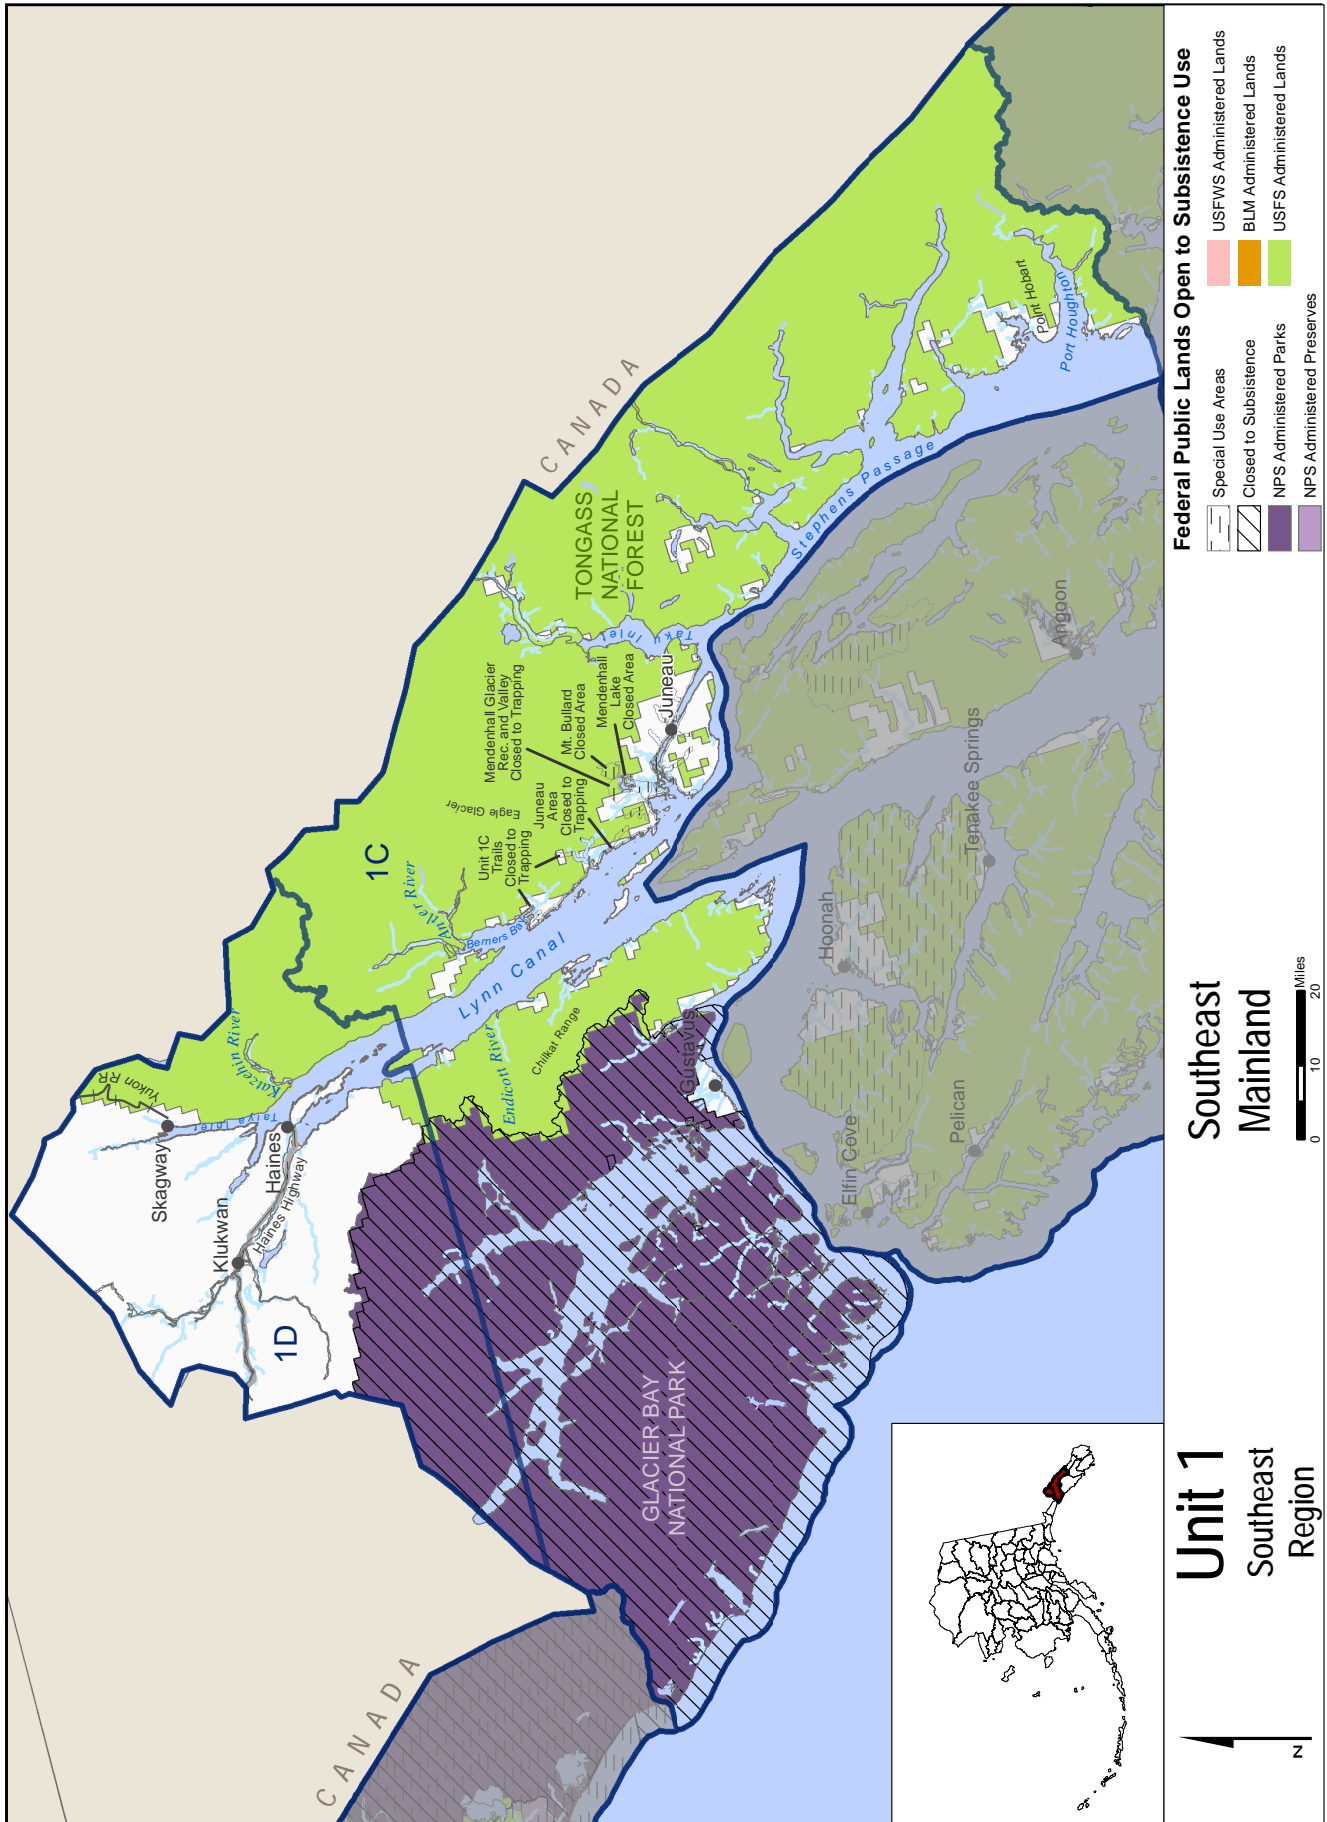 CANADA
CANADA
Skagway
Yukon RR
Taiya Inlet
Katzehin River
Klukwan
Haines
Haines Highway
1D
1C
Antler River
Berners Bay
Lynn Canal
Endicott River
Chilkat Range
Eagle Glacier
Unit 1C
Trails
Closed to
Trapping
Juneau
Area
Closed to
Trapping
Mendenhall Glacier
Rec. and Valley
Closed to Trapping
Mt. Bullard
Closed Area
Mendenhall
Lake
Closed Area
Juneau
Taku Inlet
TONGASS
NATIONAL
FOREST
Stephens Passage
Point Hobart
Port Houghton
GLACIER BAY
NATIONAL PARK
Gustavus
Elfin Cove
Pelican
Hoonah
Tenakee Springs
Angoon
N
Unit 1
Southeast
Region
Southeast
Mainland
0
10
20
Miles
Federal Public Lands Open to Subsistence Use
Special Use Areas
Closed to Subsistence
NPS Administered Parks
NPS Administered Preserves
USFWS Administered Lands
BLM Administered Lands
USFS Administered Lands